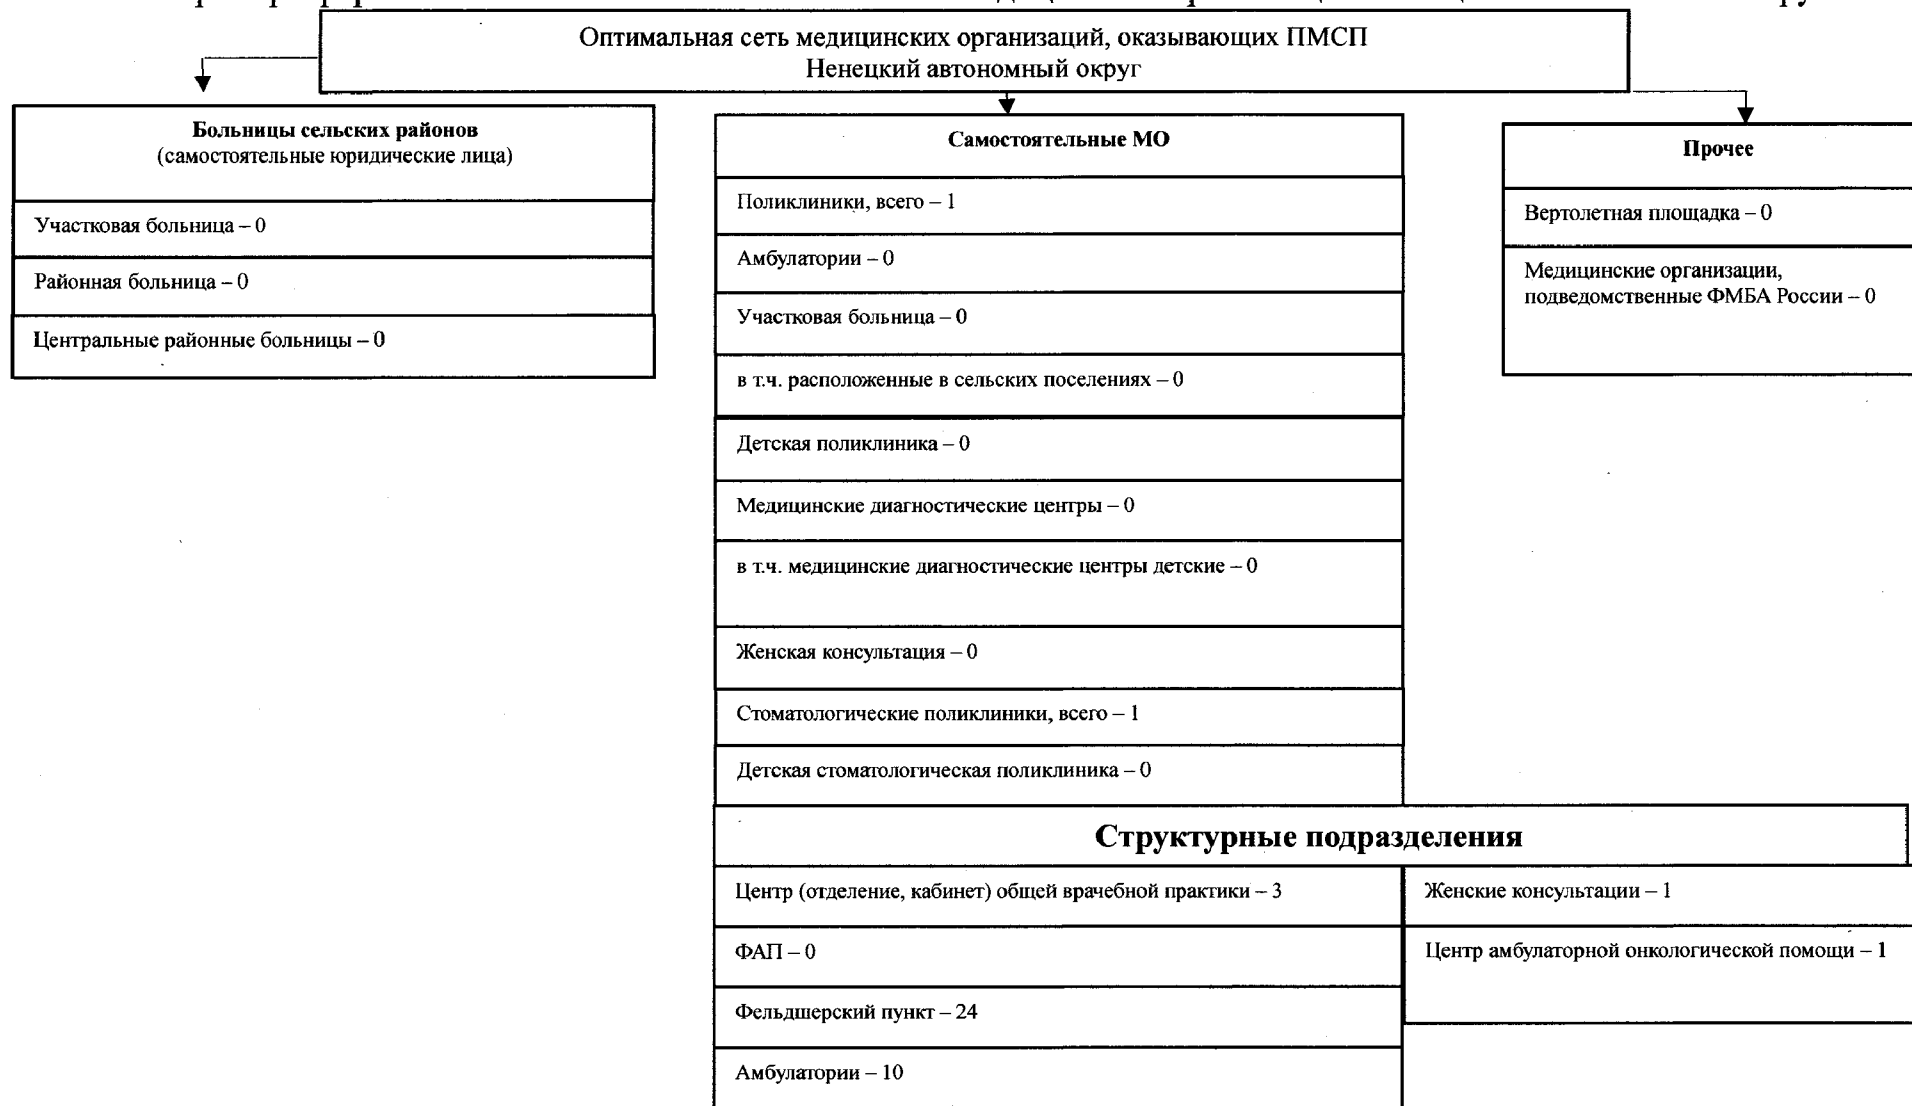 Оптимальная сеть медицинских организаций, оказывающих ПМСП
Ненецкий автономный округ
Больницы сельских районов
(самостоятельные юридические лица)
Участковая больница – 0
Районная больница – 0
Центральные районные больницы – 0
Самостоятельные МО
Поликлиники, всего – 1
Амбулатории – 0
Участковая больница – 0
в т.ч. расположенные в сельских поселениях – 0
Детская поликлиника – 0
Медицинские диагностические центры – 0
в т.ч. медицинские диагностические центры детские – 0
Женская консультация – 0
Стоматологические поликлиники, всего – 1
Детская стоматологическая поликлиника – 0
Прочее
Вертолетная площадка – 0
Медицинские организации,
подведомственные ФМБА России – 0
Структурные подразделения
Центр (отделение, кабинет) общей врачебной практики – 3
ФАП – 0
Фельдшерский пункт – 24
Амбулатории – 10
Женские консультации – 1
Центр амбулаторной онкологической помощи – 1